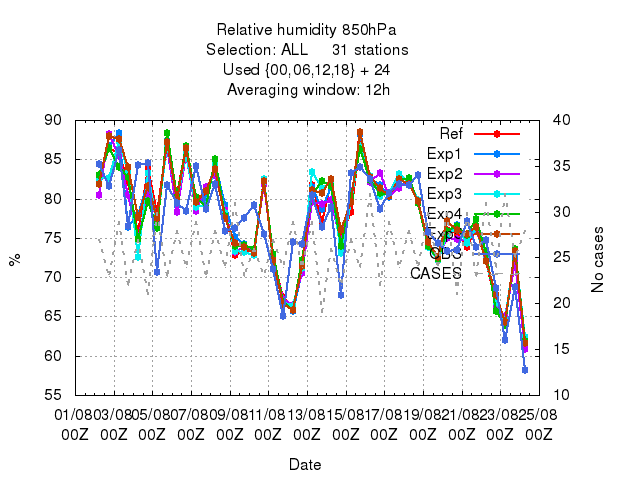 Relative humidity 850hPa
Selection: ALL 31 stations
Used {00,06,12,18} + 24
Averaging window: 12h
90
85
80
75
70
65
60
55
%
40
35
30
25
20
15
10
No cases
Ref
Exp1
Exp2
Exp3
Exp4
Exp5
OBS
CASES
01/08 03/08 05/08 07/08 09/08 11/08 13/08 15/08 17/08 19/08 21/08 23/08 25/08
00Z 00Z 00Z 00Z 00Z 00Z 00Z 00Z 00Z 00Z 00Z 00Z 00Z
Date